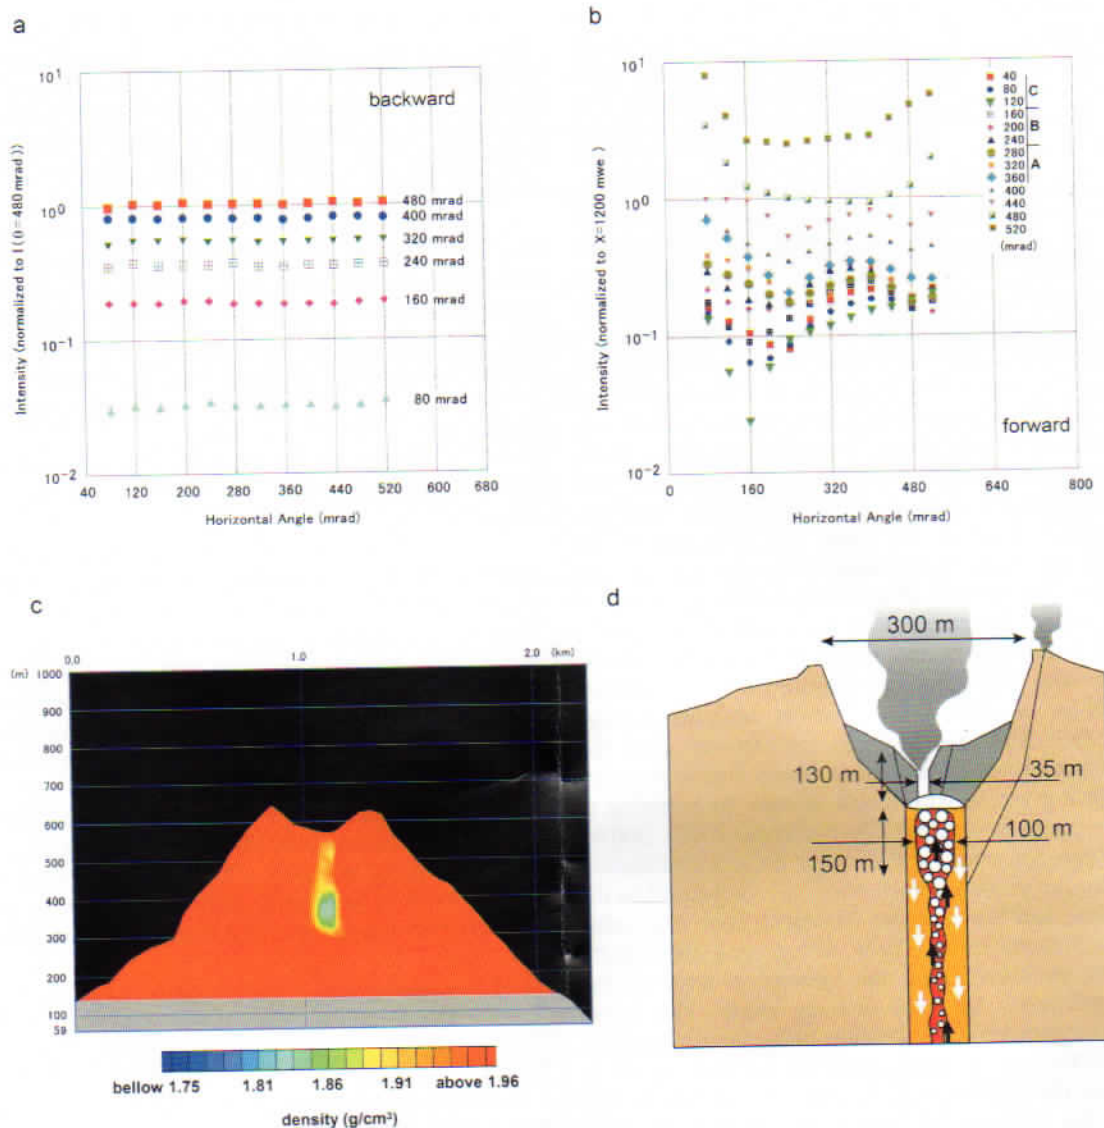 a
Intensity (normalized to I (θ=480 mrad))
10¹
10⁰
10⁻¹
10⁻²
backward
480 mrad
400 mrad
320 mrad
240 mrad
160 mrad
80 mrad
40 120 200 280 360 440 520 600 680
Horizontal Angle (mrad)
b
Intensity (normalized to X=1200 mwe)
10¹
10⁰
10⁻¹
10⁻²
40
80 C
120
160
200 B
240
280
320 A
360
400
440
480
520
(mrad)
forward
0 160 320 480 640 800
Horizontal Angle (mrad)
c
0.0 1.0 2.0 (km)
(m) 1000
900
800
700
600
500
400
300
200
100
59
bellow 1.75 1.81 1.86 1.91 above 1.96
density (g/cm³)
d
300 m
130 m 35 m
100 m
150 m